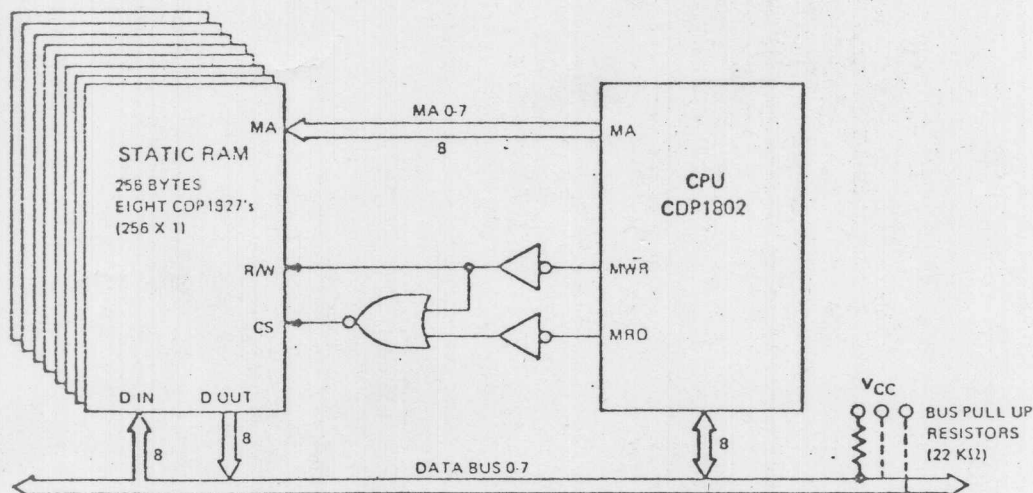 MA 0-7
8
MA
MA
STATIC RAM
256 BYTES
EIGHT CDP1827's
(256 X 1)
CPU
CDP1802
R/W
MWR
CS
MRD
D IN
D OUT
8
8
8
VCC
BUS PULL UP
RESISTORS
(22 KΩ)
DATA BUS 0-7